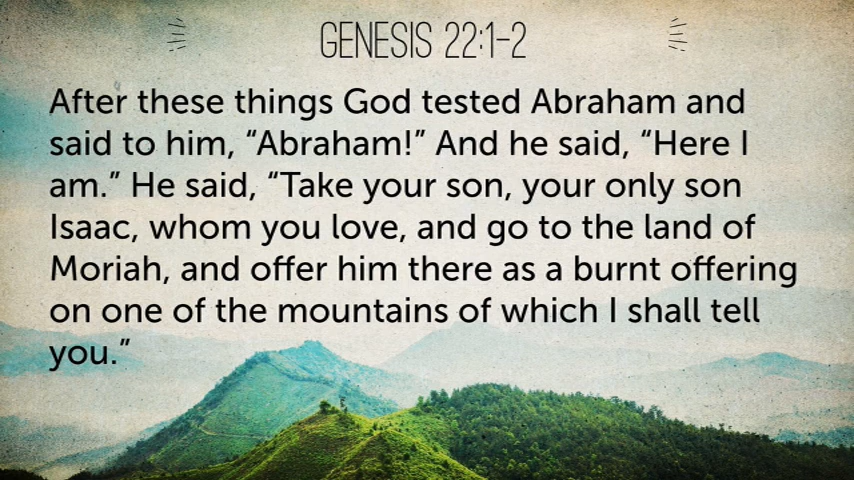 GENESIS 22:1-2
After these things God tested Abraham and
said to him, “Abraham!” And he said, “Here I
am.” He said, “Take your son, your only son
Isaac, whom you love, and go to the land of
Moriah, and offer him there as a burnt offering
on one of the mountains of which I shall tell
you.”